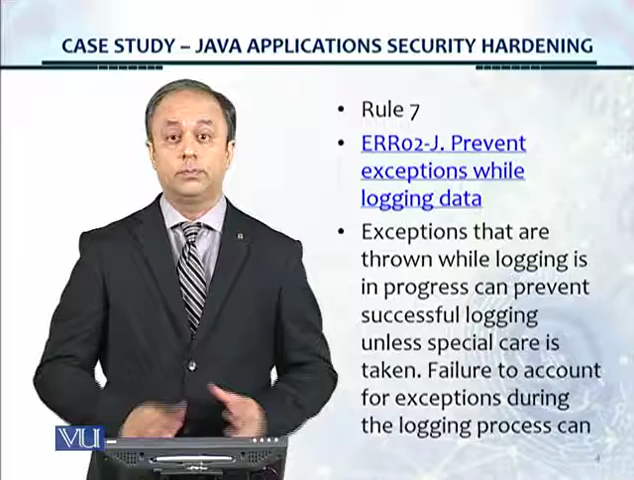 CASE STUDY – JAVA APPLICATIONS SECURITY HARDENING
• Rule 7
• ERR02-J. Prevent
exceptions while
logging data
• Exceptions that are
thrown while logging is
in progress can prevent
successful logging
unless special care is
taken. Failure to account
for exceptions during
the logging process can
VU
4